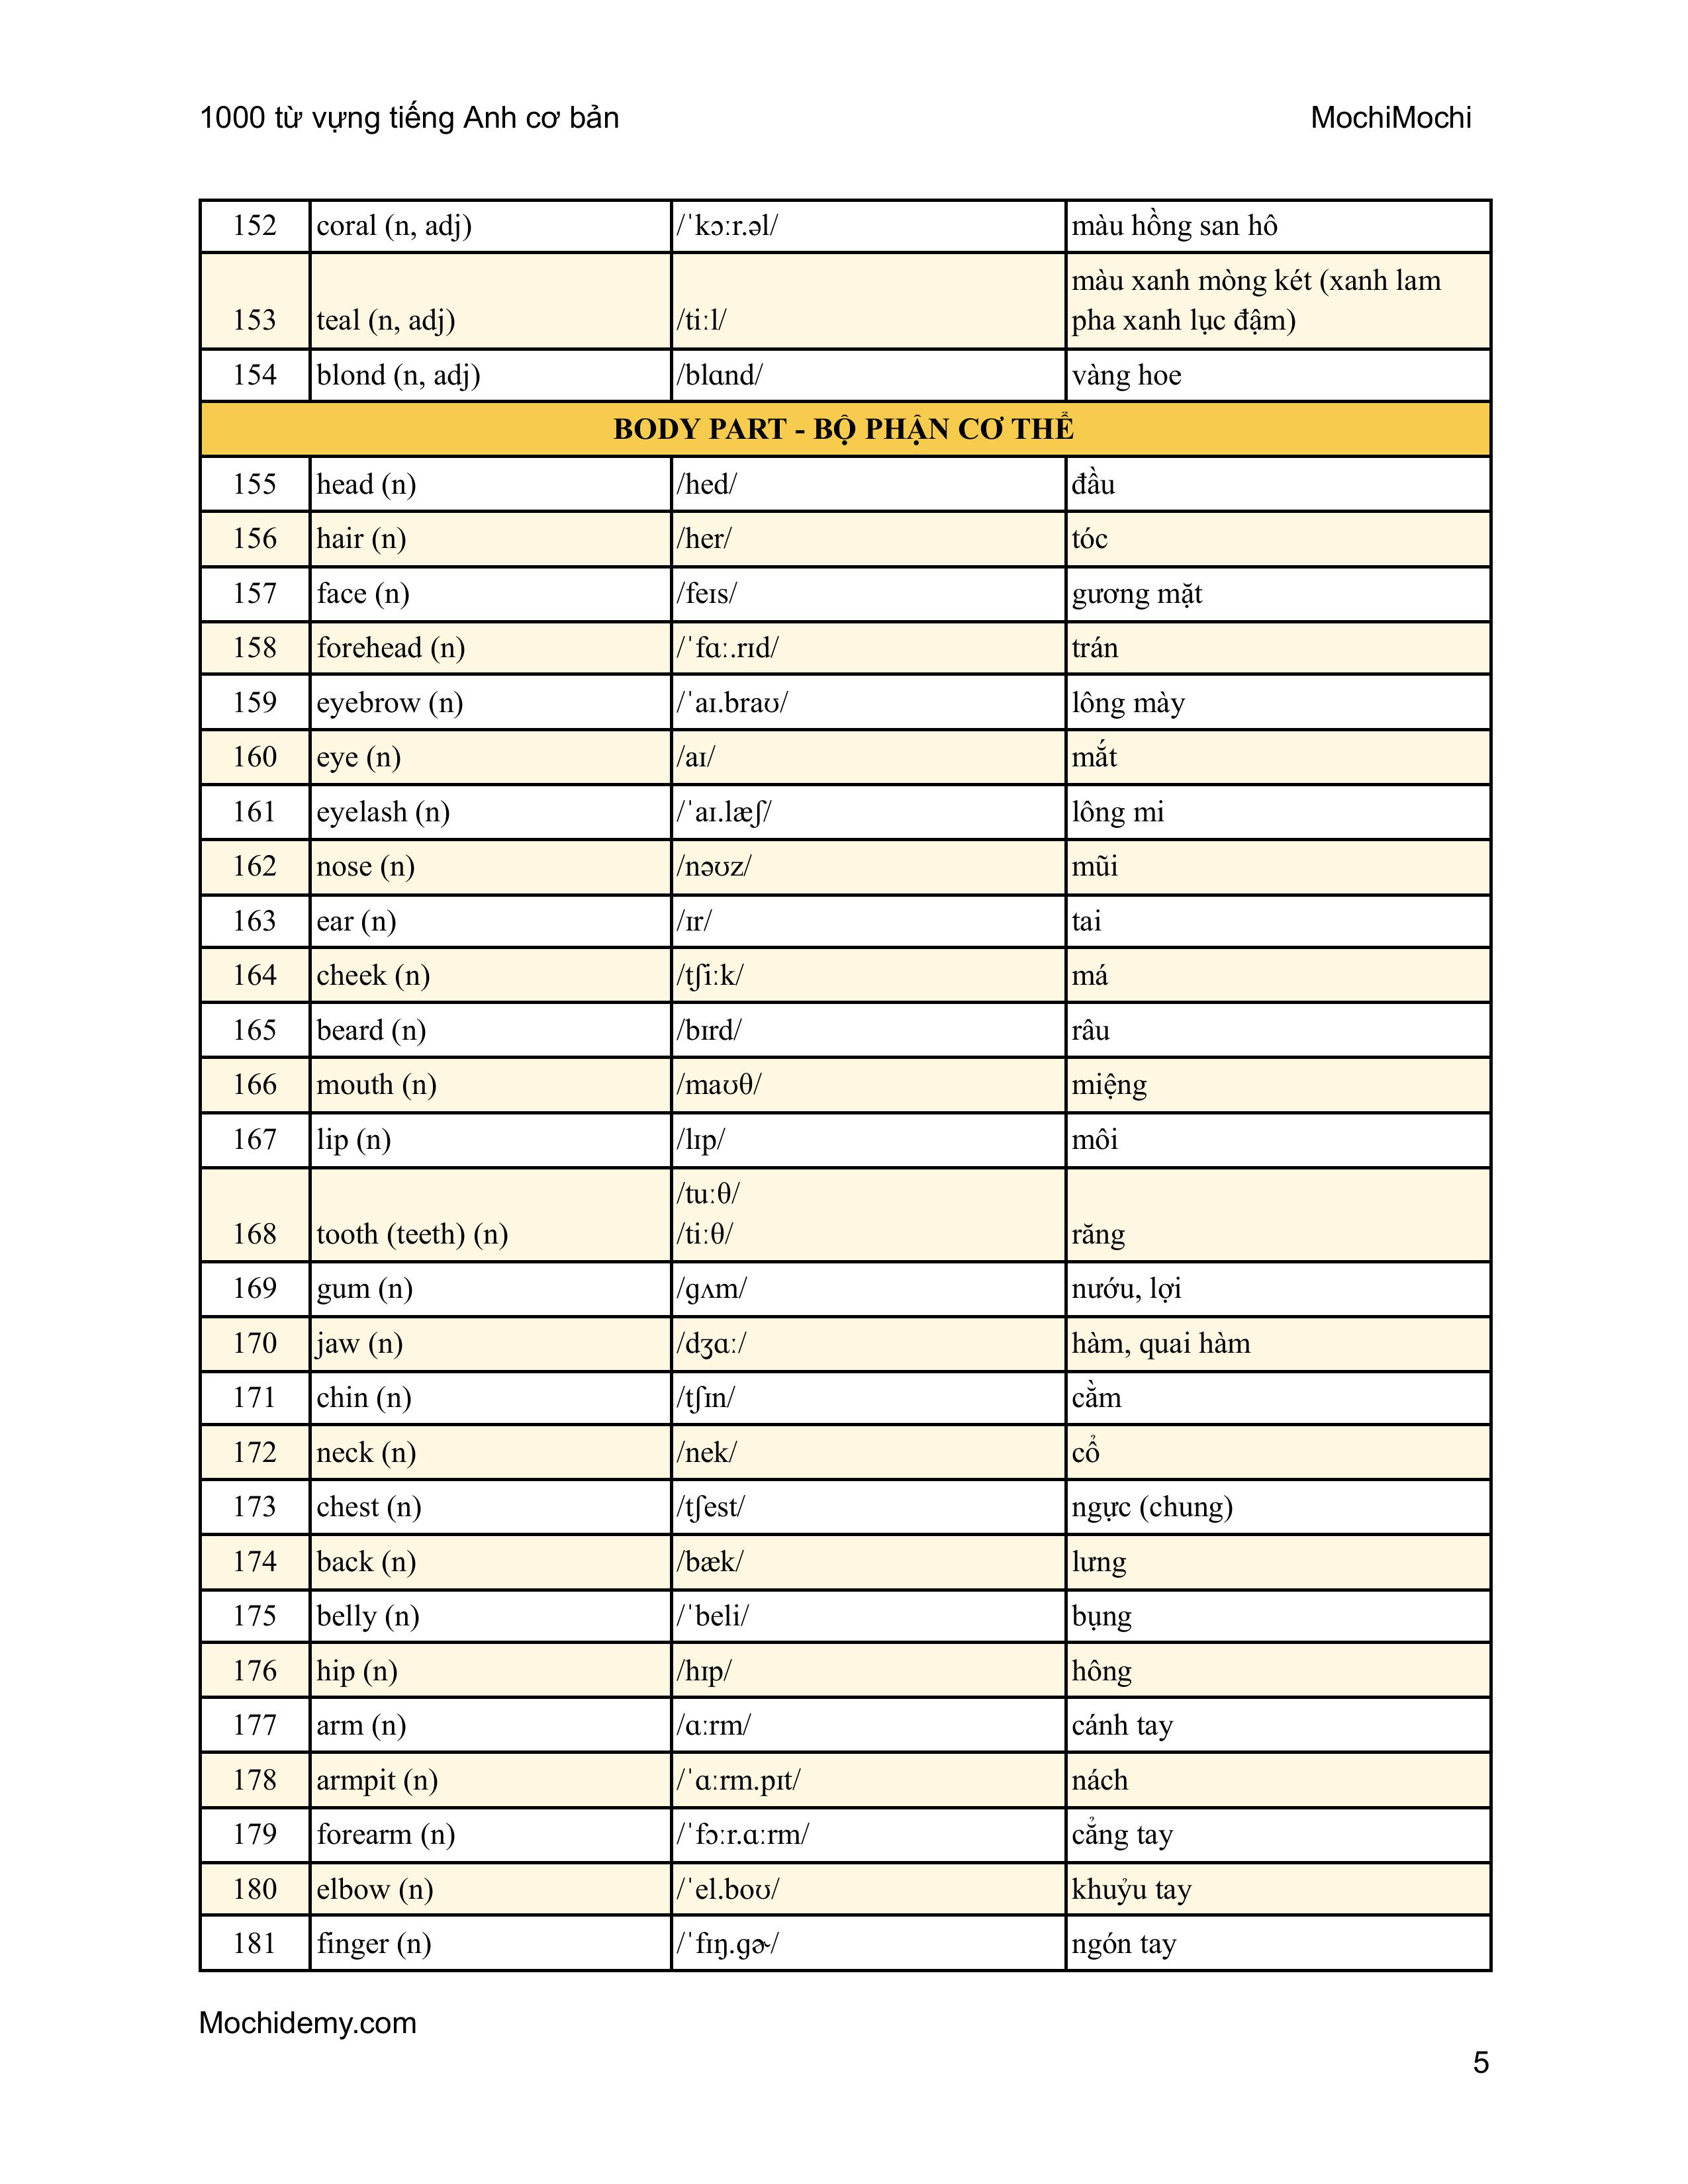 1000 từ vựng tiếng Anh cơ bản MochiMochi
152 coral (n, adj) /ˈkɔːr.əl/ màu hồng san hô
màu xanh mòng két (xanh lam
153 teal (n, adj) /tiːl/ pha xanh lục đậm)
154 blond (n, adj) /blɑnd/ vàng hoe
BODY PART - BỘ PHẬN CƠ THỂ
155 head (n) /hed/ đầu
156 hair (n) /her/ tóc
157 face (n) /feɪs/ gương mặt
158 forehead (n) /ˈfɑː.rɪd/ trán
159 eyebrow (n) /ˈaɪ.braʊ/ lông mày
160 eye (n) /aɪ/ mắt
161 eyelash (n) /ˈaɪ.læʃ/ lông mi
162 nose (n) /nəʊz/ mũi
163 ear (n) /ɪr/ tai
164 cheek (n) /tʃiːk/ má
165 beard (n) /bɪrd/ râu
166 mouth (n) /maʊθ/ miệng
167 lip (n) /lɪp/ môi
/tuːθ/
168 tooth (teeth) (n) /tiːθ/ răng
169 gum (n) /ɡʌm/ nướu, lợi
170 jaw (n) /dʒɑː/ hàm, quai hàm
171 chin (n) /tʃɪn/ cằm
172 neck (n) /nek/ cổ
173 chest (n) /tʃest/ ngực (chung)
174 back (n) /bæk/ lưng
175 belly (n) /ˈbeli/ bụng
176 hip (n) /hɪp/ hông
177 arm (n) /ɑːrm/ cánh tay
178 armpit (n) /ˈɑːrm.pɪt/ nách
179 forearm (n) /ˈfɔːr.ɑːrm/ cẳng tay
180 elbow (n) /ˈel.boʊ/ khuỷu tay
181 finger (n) /ˈfɪŋ.ɡɚ/ ngón tay
Mochidemy.com
5